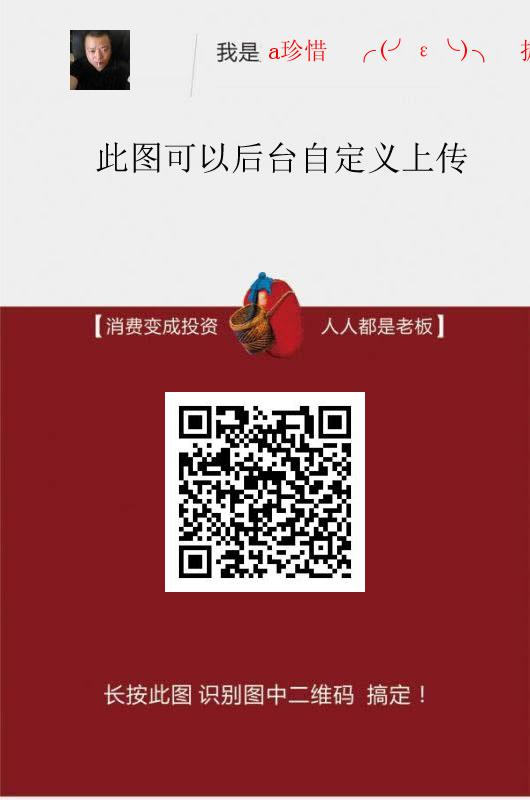 我是 a珍惜 ╭(╯ε╰)╮
此图可以后台自定义上传
【消费变成投资 人人都是老板】
长按此图 识别图中二维码 搞定！